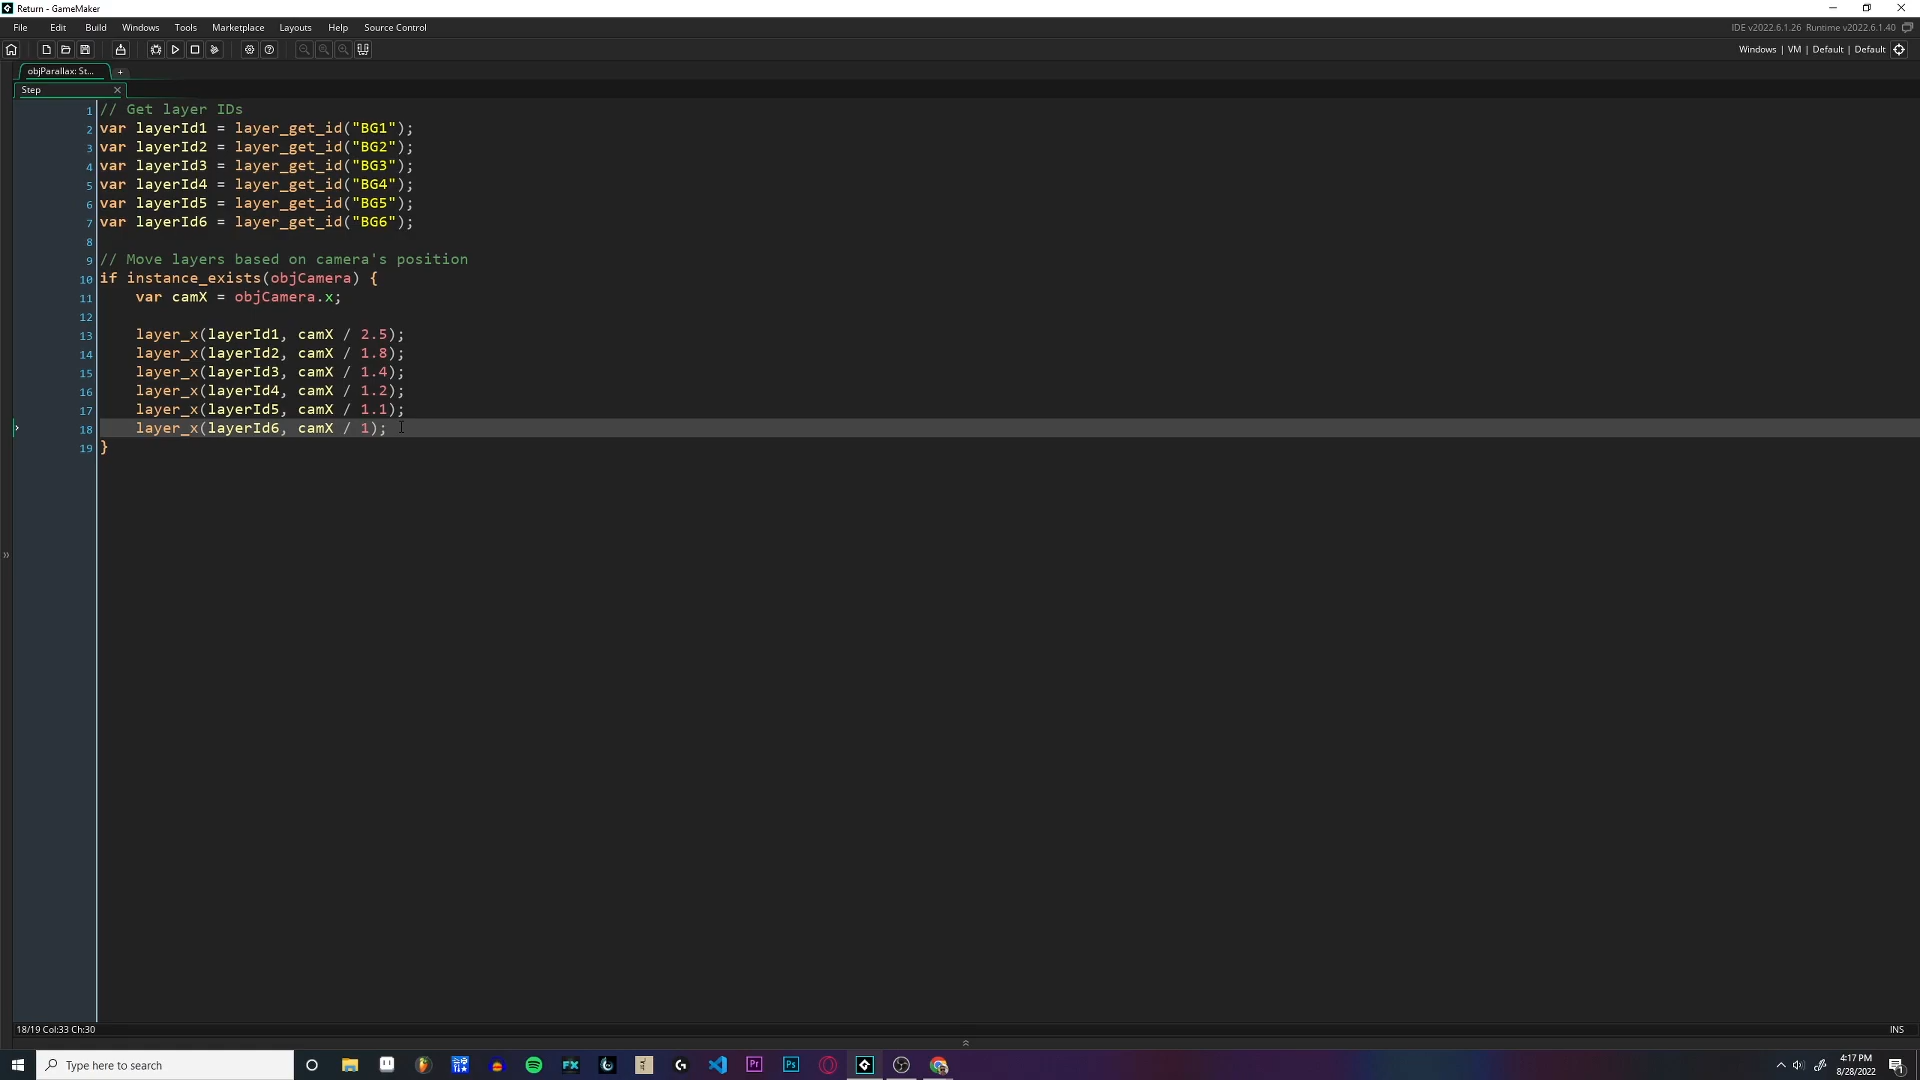 Return - GameMaker
File Edit Build Windows Tools Marketplace Help Layouts Source Control
IDE v2022.6.1.26 Runtime v2022.6.1.40
Windows | VM | Default | Default
objParallax: St...
Step
1 // Get layer IDs
2 var layerId1 = layer_get_id("BG1");
3 var layerId2 = layer_get_id("BG2");
4 var layerId3 = layer_get_id("BG3");
5 var layerId4 = layer_get_id("BG4");
6 var layerId5 = layer_get_id("BG5");
7 var layerId6 = layer_get_id("BG6");
8
9 // Move layers based on camera's position
10 if instance_exists(objCamera) {
11 var camX = objCamera.x;
12
13 layer_x(layerId1, camX / 2.5);
14 layer_x(layerId2, camX / 1.8);
15 layer_x(layerId3, camX / 1.4);
16 layer_x(layerId4, camX / 1.2);
17 layer_x(layerId5, camX / 1.1);
18 layer_x(layerId6, camX / 1);
19 }
18/19 Col:33 Ch:30
INS
Type here to search
FX
Pr
Ps
4:17 PM
8/28/2022